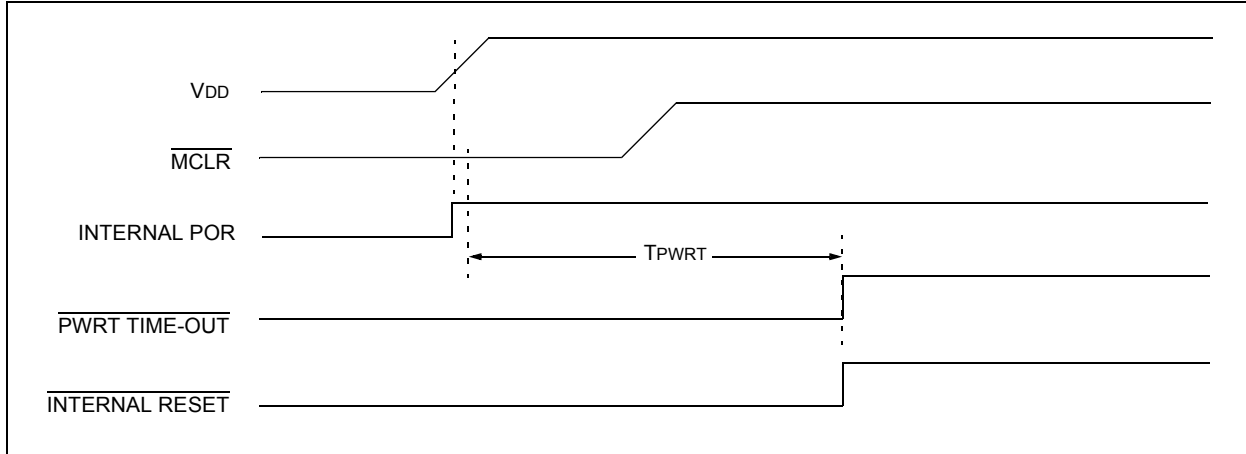 VDD
MCLR
INTERNAL POR
TPWRT
PWRT TIME-OUT
INTERNAL RESET